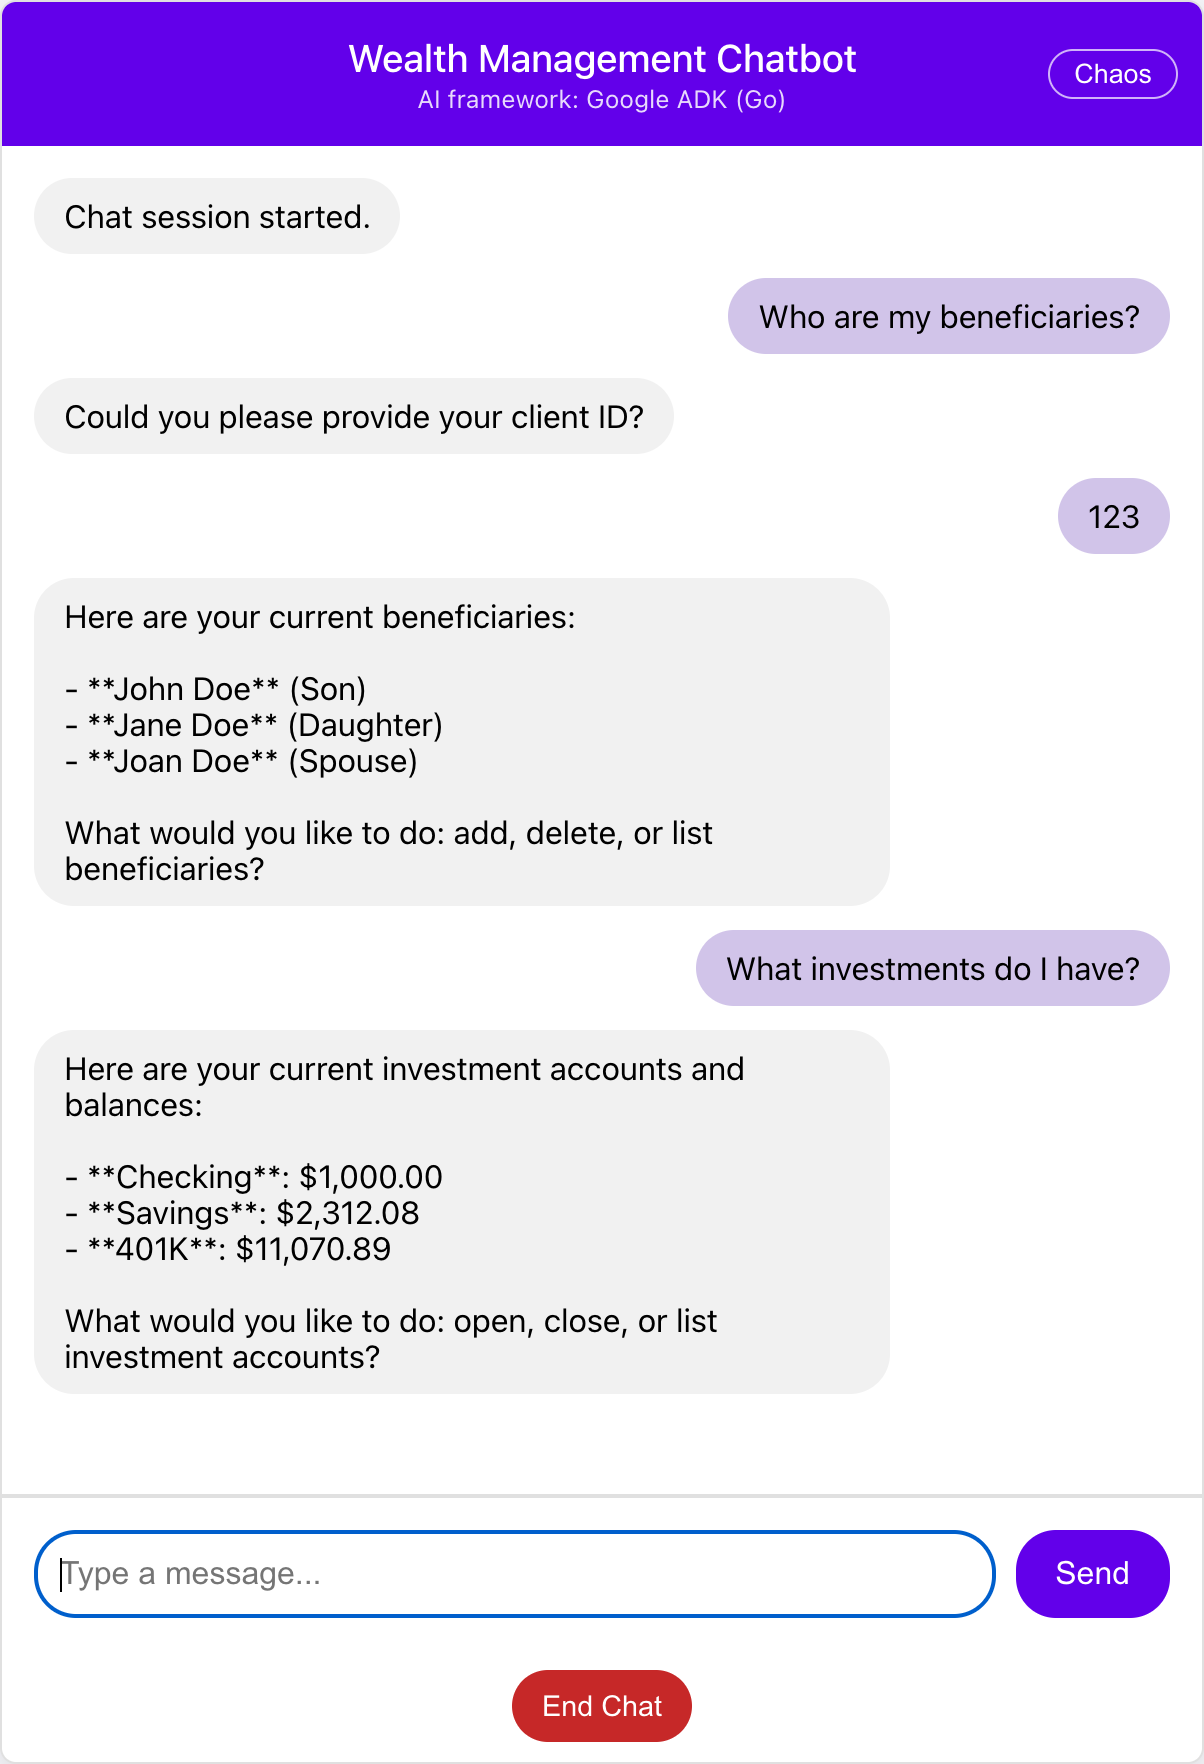 Wealth Management Chatbot
AI framework: Google ADK (Go)
Chaos
Chat session started.
Who are my beneficiaries?
Could you please provide your client ID?
123
Here are your current beneficiaries:
- **John Doe** (Son)
- **Jane Doe** (Daughter)
- **Joan Doe** (Spouse)
What would you like to do: add, delete, or list
beneficiaries?
What investments do I have?
Here are your current investment accounts and
balances:
- **Checking**: $1,000.00
- **Savings**: $2,312.08
- **401K**: $11,070.89
What would you like to do: open, close, or list
investment accounts?
Type a message...
Send
End Chat